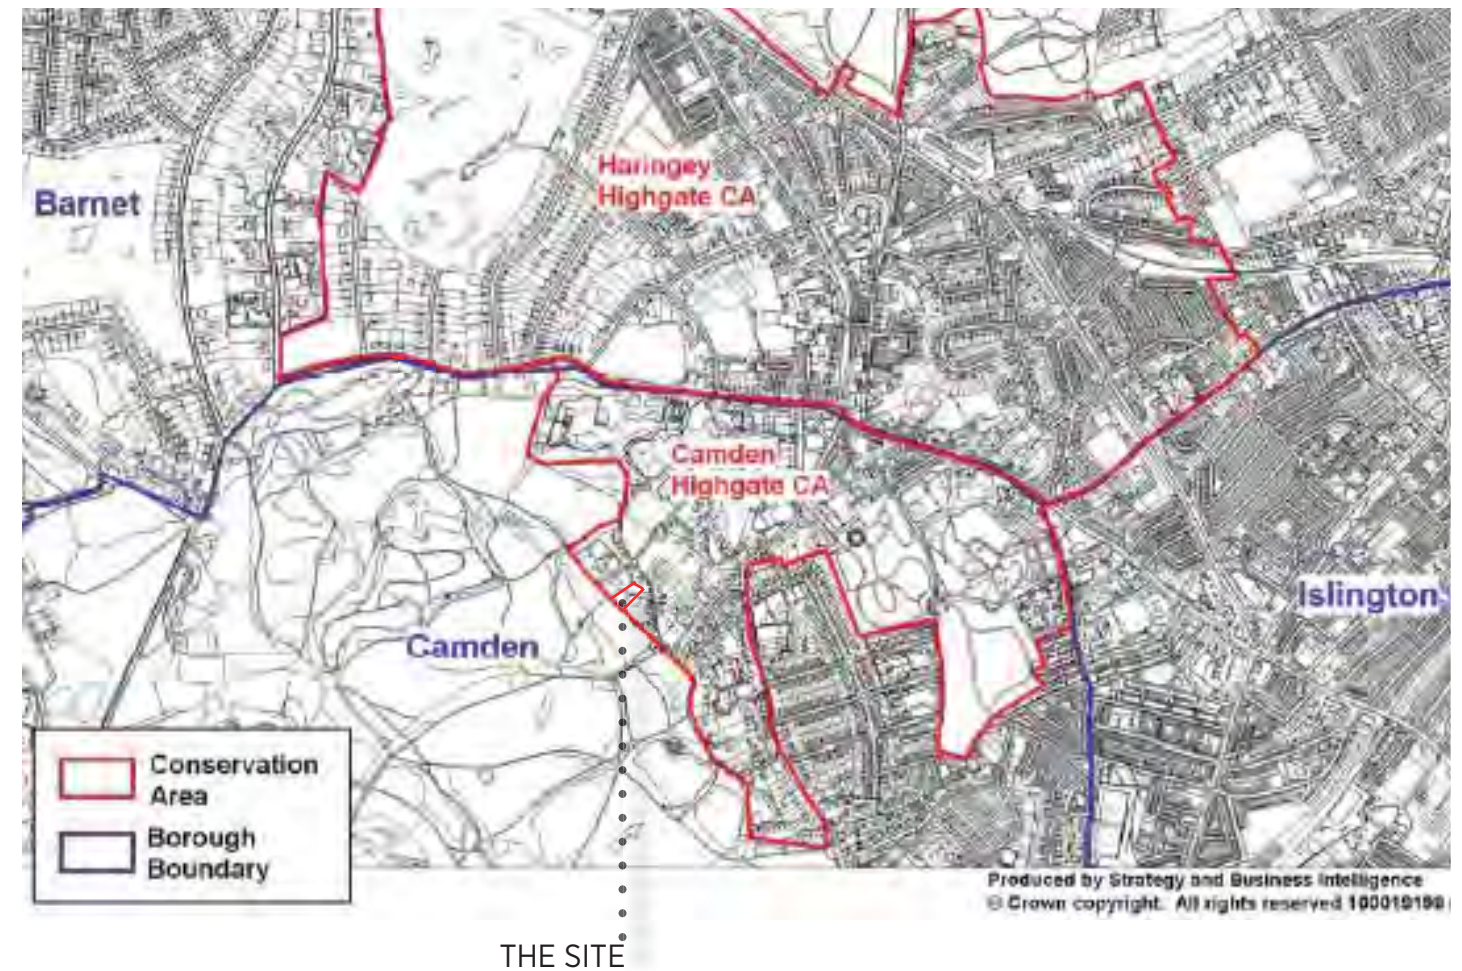 Haringey
Highgate CA
Barnet
Camden
Highgate CA
Islington
Camden
Conservation
Area
Borough
Boundary
Produced by Strategy and Business Intelligence
© Crown copyright. All rights reserved 100019198
THE SITE